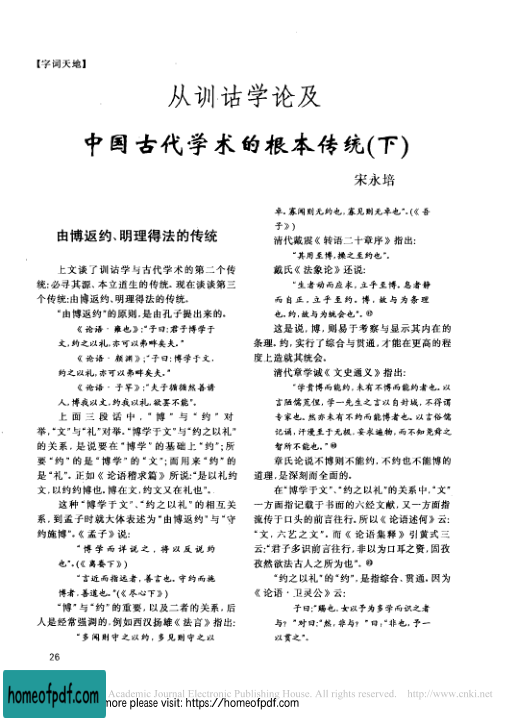 【字词天地】
从训诂学论及
中国古代学术的根本传统(下)
宋永培
由博返约、明理得法的传统
上文谈了训诂学与古代学术的第二个传
统:必寻其源、本立道生的传统。现在谈谈第三
个传统:由博返约、明理得法的传统。
“由博返约”的原则,是由孔子提出来的。
《论语·雍也》:“子曰:君子博学于
文,约之以礼,亦可以弗畔矣夫。”
《论语·颜渊》:“子曰:博学于文,
约之以礼,亦可以弗畔矣夫。”
《论语·子罕》:“夫子循循然善诱
人,博我以文,约我以礼,欲罢不能”。
上面三段话中,“博”与“约”对
举,“文”与“礼”对举。“博学于文”与“约之以礼”
的关系,是说要在“博学”的基础上“约”;所
要“约”的是“博学”的“文”;而用来“约”的
是“礼”。正如《论语稽求篇》所说:“是以礼约
文,以约约博也。博在文,约文又在礼也”。
这种“博学于文”、“约之以礼”的相互关
系,到孟子时就大体表述为“由博返约”与“守
约施博”。《孟子》说:
“博学而详说之,将以反说约
也”。(《离娄下》)
“言近而指远者,善言也。守约而施
博者,善道也。”(《尽心下》)
“博”与“约”的重要,以及二者的关系,后
人是经常强调的,例如西汉扬雄《法言》指出:
“多闻则守之以约,多见则守之以
卓。寡闻则无约也,寡见则无卓也”。(《吾
子》)
清代戴震《转语二十章序》指出:
“其用至博,操之至约也”。
戴氏《法象论》还说:
“生者动而应求,立乎至博。息者静
而自正,立乎至约。博,故与为条理
也。约,故与为统会也”。
这是说,博,则易于考察与显示其内在的
条理。约,实行了综合与贯通,才能在更高的程
度上造就其统会。
清代章学诚《文史通义》指出:
“学贵博而能约,未有不博而能约者也。以
言陋儒荒俚,学一先生之言以自封域,不得谓
专家也。然亦未有不约而能博者也。以言俗儒
记诵,汗漫至于无极,妄求遍物,而不知尧舜之
智所不能也。”
章氏论说不博则不能约,不约也不能博的
道理,是深刻而全面的。
在“博学于文”、“约之以礼”的关系中,“文”
一方面指记载于书面的六经文献,又一方面指
流传于口头的前言往行。所以《论语述何》云:
“文,六艺之文”。而《论语集释》引黄式三
云:“君子多识前言往行,非以为口耳之资,因孜
孜然欲法古人之所为也”。
“约之以礼”的“约”,是指综合、贯通。因为
《论语·卫灵公》云:
子曰:“赐也,女以予为多学而识之者
与?”对曰:“然,非与?”曰:“非也,予一
以贯之”。
26
Academic Journal Electronic Publishing House. All rights reserved. http://www.cnki.net
homeofpdf.com
more please visit: https://homeofpdf.com